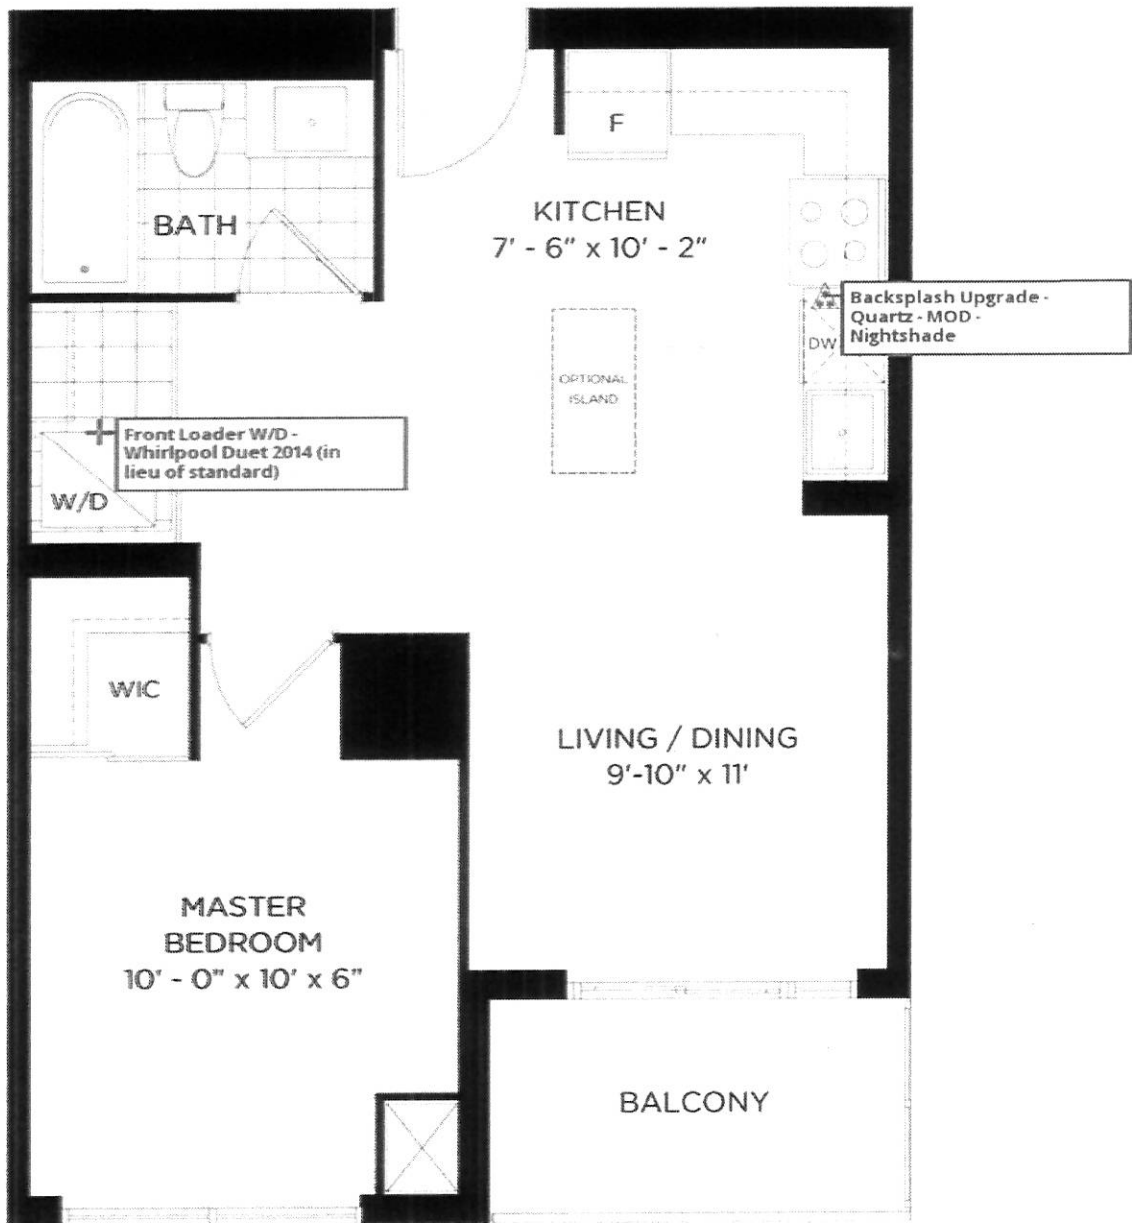 F
BATH
KITCHEN
7' - 6" x 10' - 2"
Backsplash Upgrade -
Quartz - MOD -
Nightshade
DW
OPTIONAL
ISLAND
Front Loader W/D -
Whirlpool Duet 2014 (in
lieu of standard)
W/D
WIC
LIVING / DINING
9'-10" x 11'
MASTER
BEDROOM
10' - 0" x 10' x 6"
BALCONY